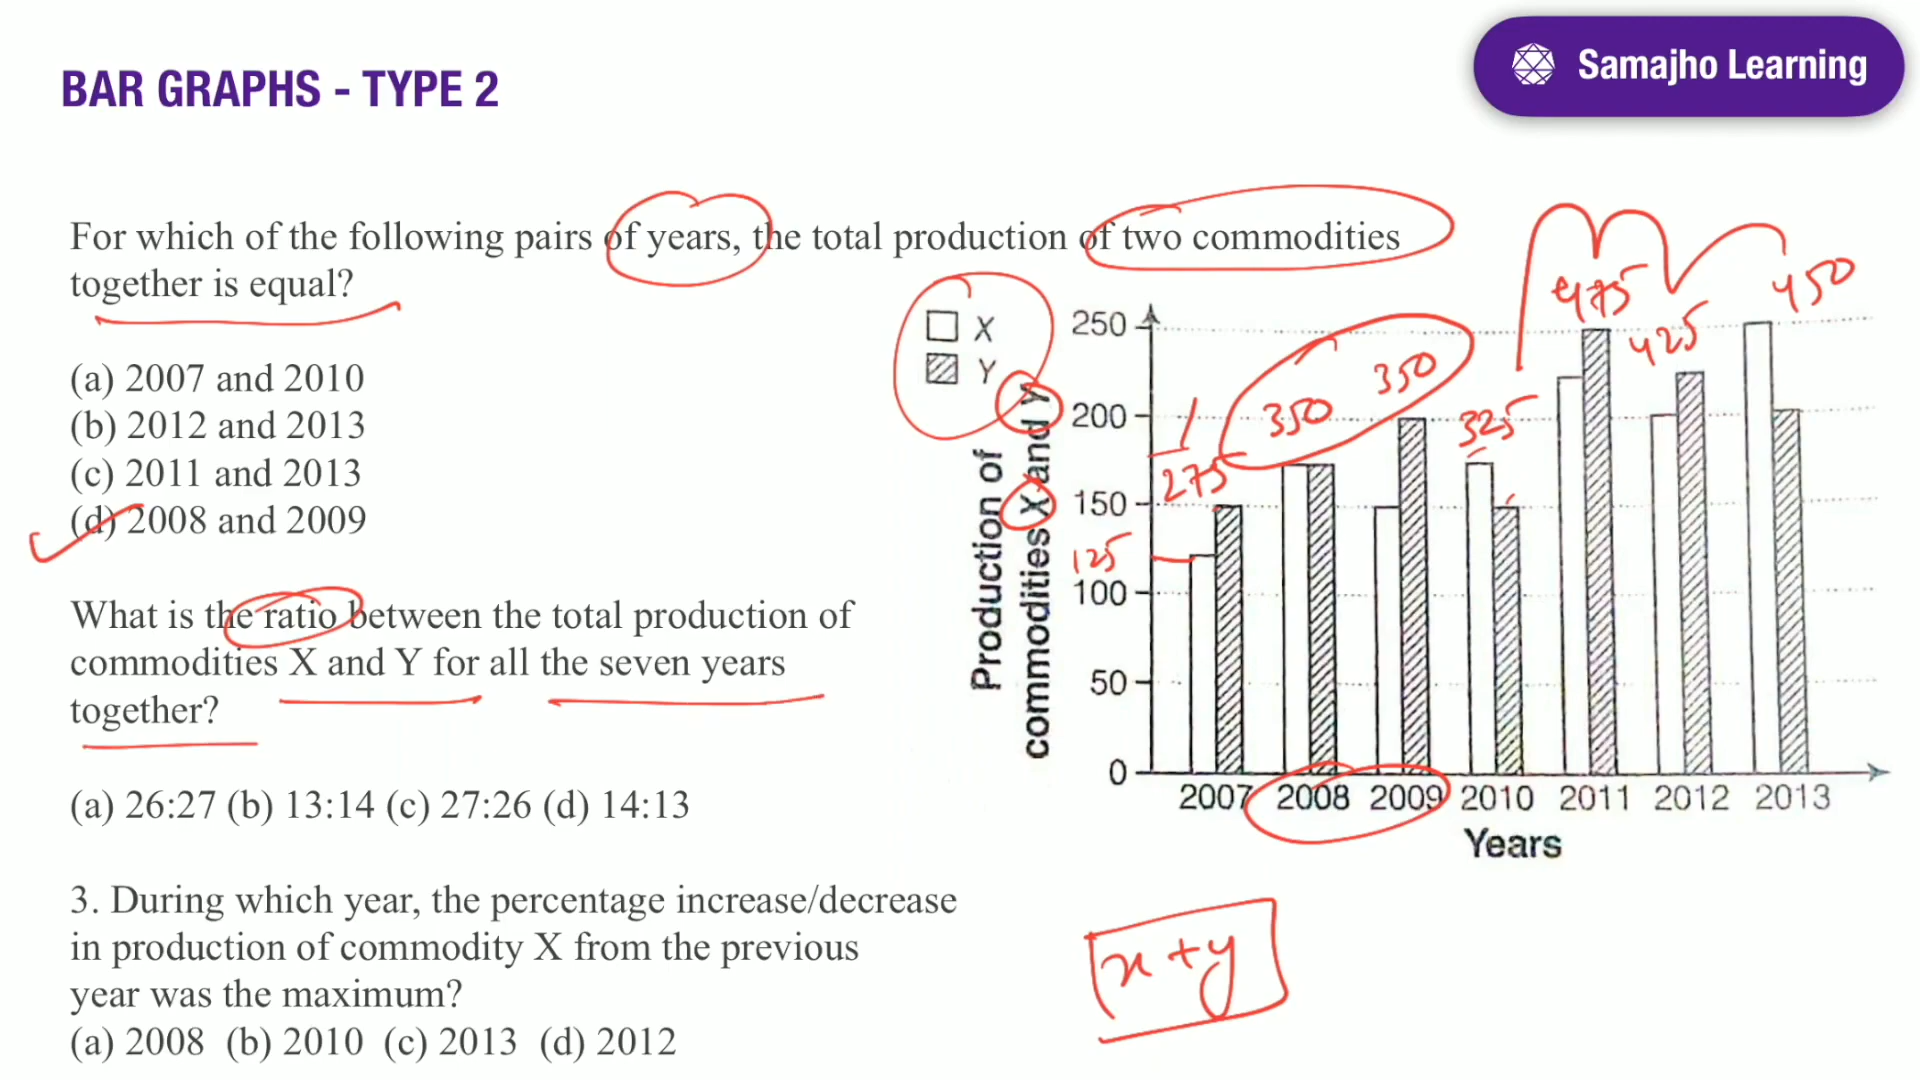 BAR GRAPHS - TYPE 2
Samajho Learning
For which of the following pairs of years, the total production of two commodities
together is equal?
(a) 2007 and 2010
(b) 2012 and 2013
(c) 2011 and 2013
(d) 2008 and 2009
What is the ratio between the total production of
commodities X and Y for all the seven years
together?
(a) 26:27 (b) 13:14 (c) 27:26 (d) 14:13
3. During which year, the percentage increase/decrease
in production of commodity X from the previous
year was the maximum?
(a) 2008 (b) 2010 (c) 2013 (d) 2012
X
Y
Production of
commodities X and Y
250
200
150
100
50
0
125
275
350
350
325
475
425
450
2007 2008 2009 2010 2011 2012 2013
Years
x+y